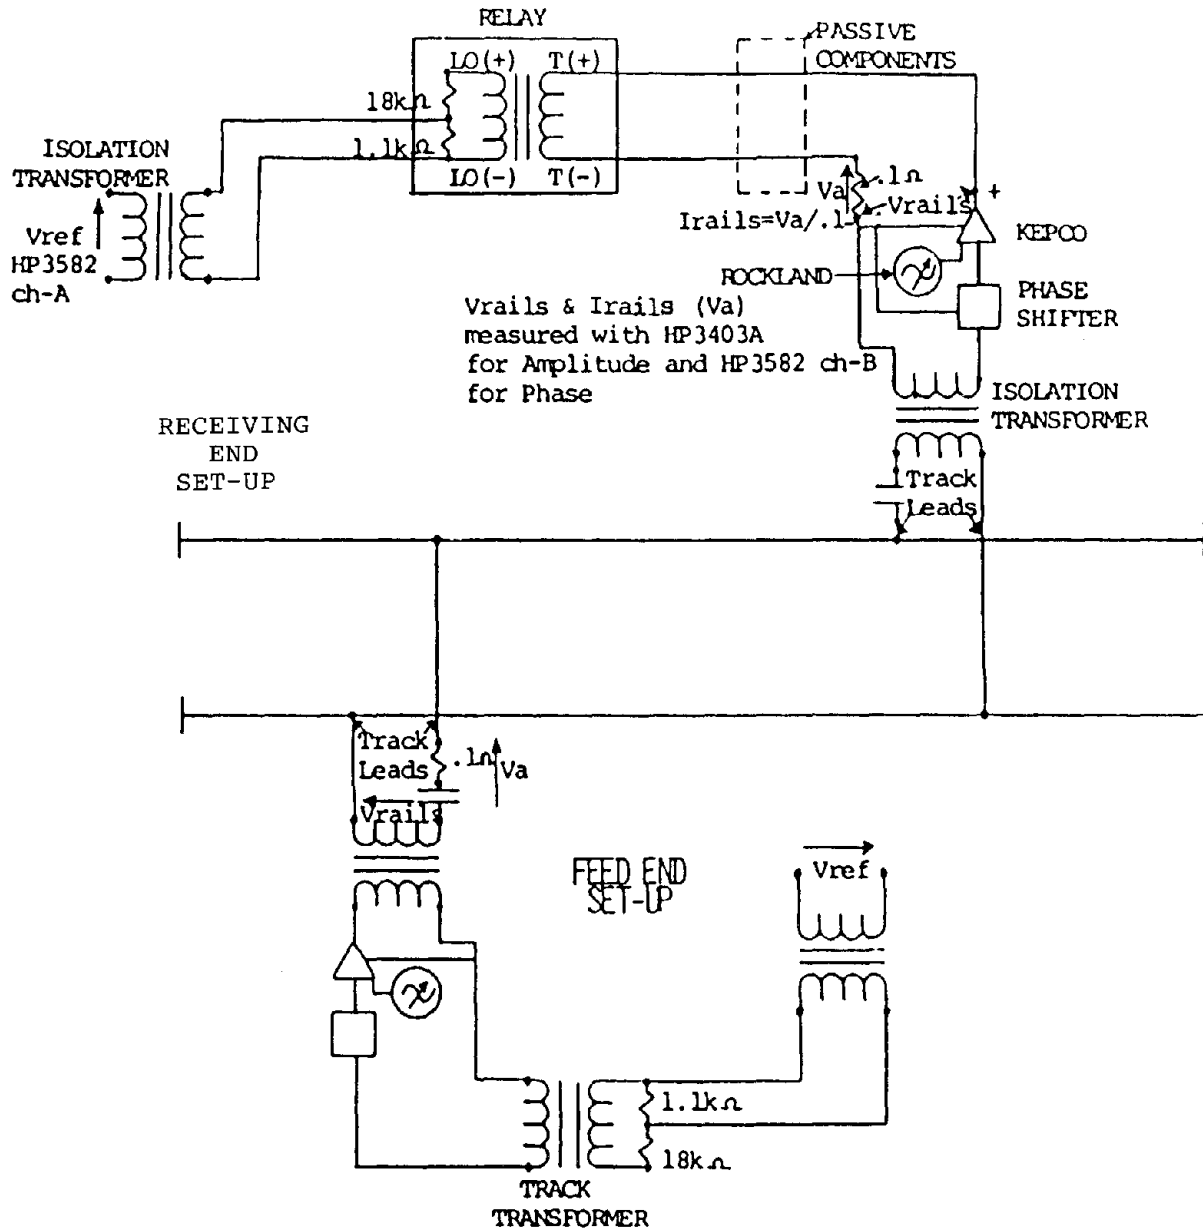 RELAY
PASSIVE
COMPONENTS
LO(+) T(+)
18kΩ
1.1kΩ
LO(-) T(-)
ISOLATION
TRANSFORMER
Vref
HP3582
ch-A
Va
.1Ω
Vrails
Irails=Va/.1
+
KEPCO
ROCKLAND
PHASE
SHIFTER
Vrails & Irails (Va)
measured with HP3403A
for Amplitude and HP3582 ch-B
for Phase
ISOLATION
TRANSFORMER
RECEIVING
END
SET-UP
Track
Leads
Track
Leads
.1Ω
Va
Vrails
FEED END
SET-UP
Vref
1.1kΩ
18kΩ
TRACK
TRANSFORMER